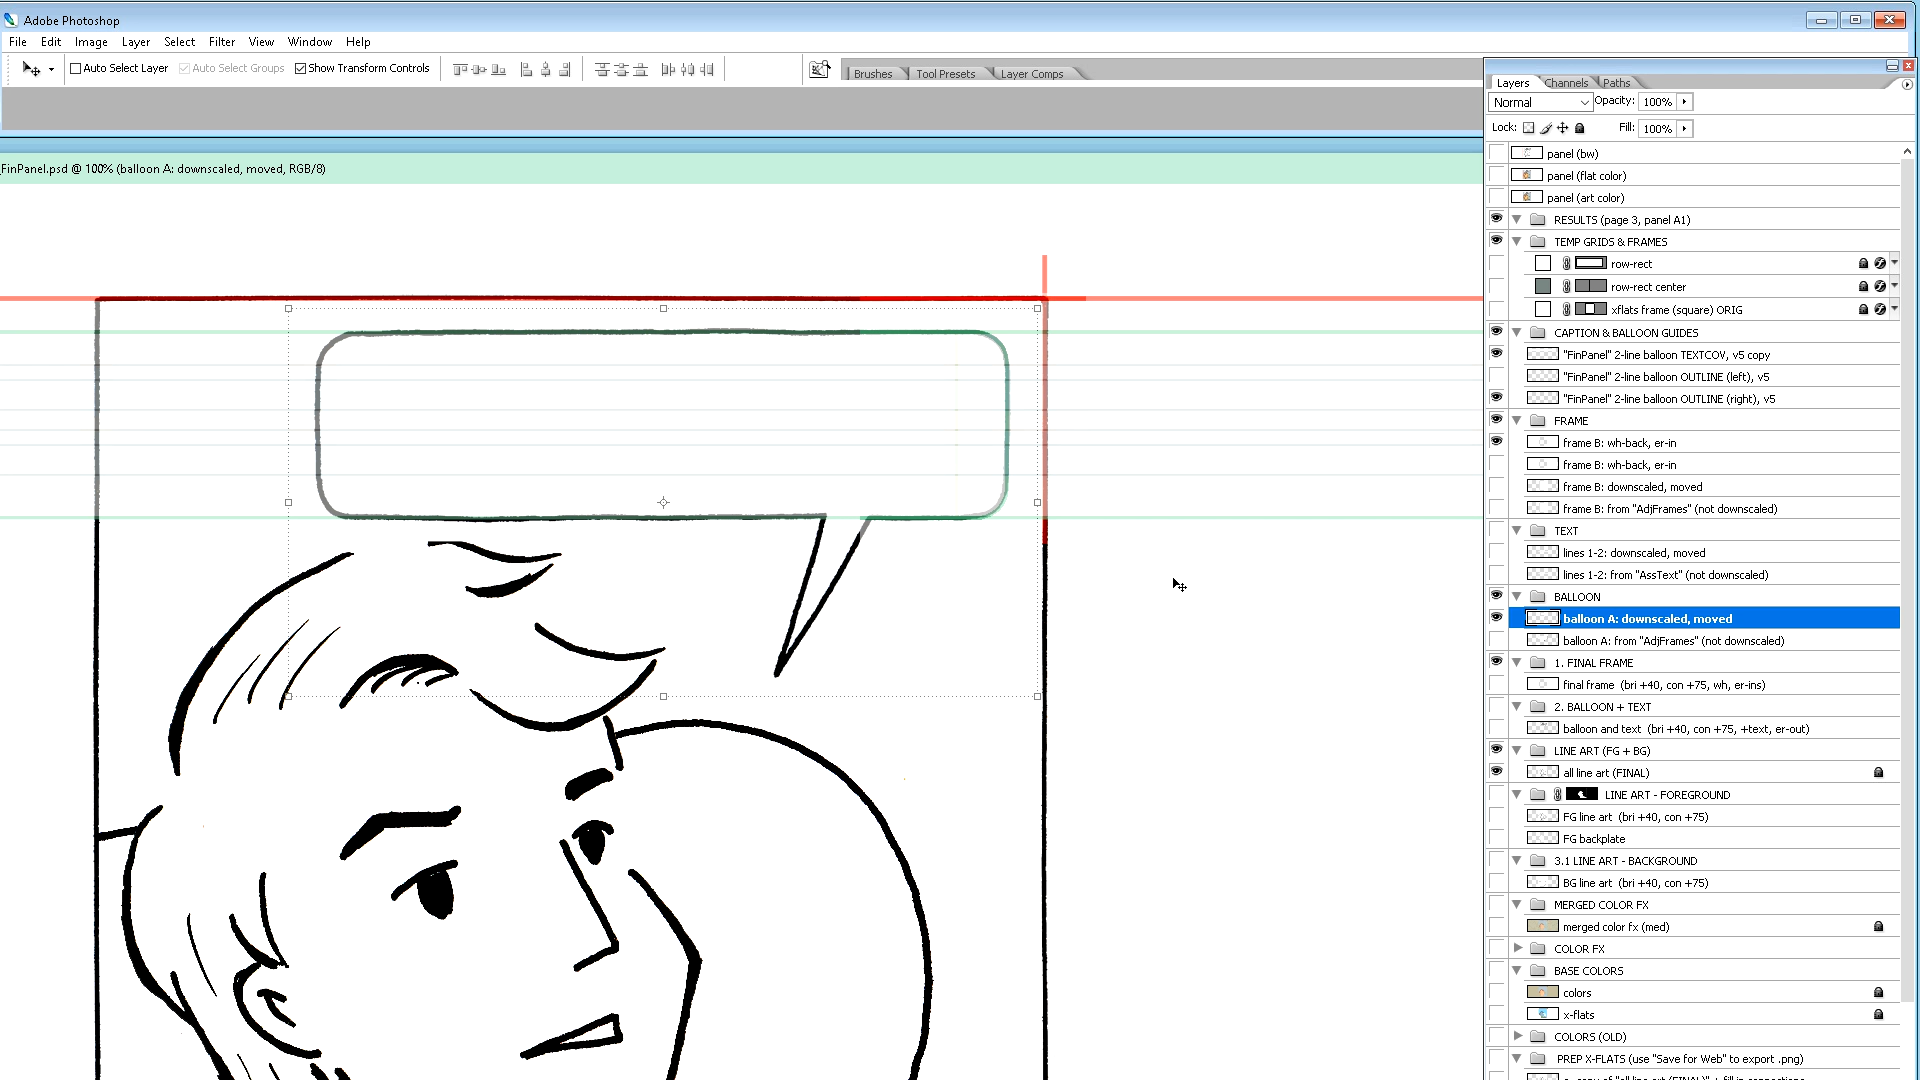 Adobe Photoshop
File Edit Image Layer Select Filter View Window Help
Auto Select Layer Auto Select Groups Show Transform Controls
Brushes Tool Presets Layer Comps
FinPanel.psd @ 100% (balloon A: downscaled, moved, RGB/8)
Layers Channels Paths
Normal Opacity: 100%
Lock: Fill: 100%
panel (bw)
panel (flat color)
panel (art color)
RESULTS (page 3, panel A1)
TEMP GRIDS & FRAMES
row-rect
row-rect center
xflats frame (square) ORIG
CAPTION & BALLOON GUIDES
"FinPanel" 2-line balloon TEXTCOV, v5 copy
"FinPanel" 2-line balloon OUTLINE (left), v5
"FinPanel" 2-line balloon OUTLINE (right), v5
FRAME
frame B: wh-back, er-in
frame B: wh-back, er-in
frame B: downscaled, moved
frame B: from "AdjFrames" (not downscaled)
TEXT
lines 1-2: downscaled, moved
lines 1-2: from "AssText" (not downscaled)
BALLOON
balloon A: downscaled, moved
balloon A: from "AdjFrames" (not downscaled)
1. FINAL FRAME
final frame (bri +40, con +75, wh, er-ins)
2. BALLOON + TEXT
balloon and text (bri +40, con +75, +text, er-out)
LINE ART (FG + BG)
all line art (FINAL)
LINE ART - FOREGROUND
FG line art (bri +40, con +75)
FG backplate
3.1 LINE ART - BACKGROUND
BG line art (bri +40, con +75)
MERGED COLOR FX
merged color fx (med)
COLOR FX
BASE COLORS
colors
x-flats
COLORS (OLD)
PREP X-FLATS (use "Save for Web" to export .png)